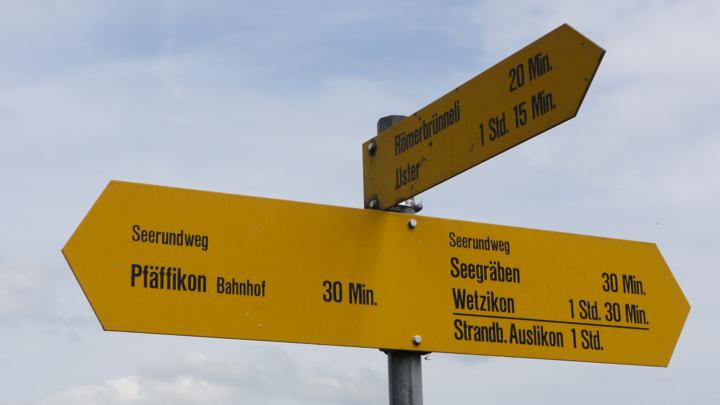 Römerbrünneli 20 Min.
Uster 1 Std. 15 Min.
Seerundweg
Pfäffikon Bahnhof 30 Min.
Seerundweg
Seegräben 30 Min.
Wetzikon 1 Std. 30 Min.
Strandb. Auslikon 1 Std.